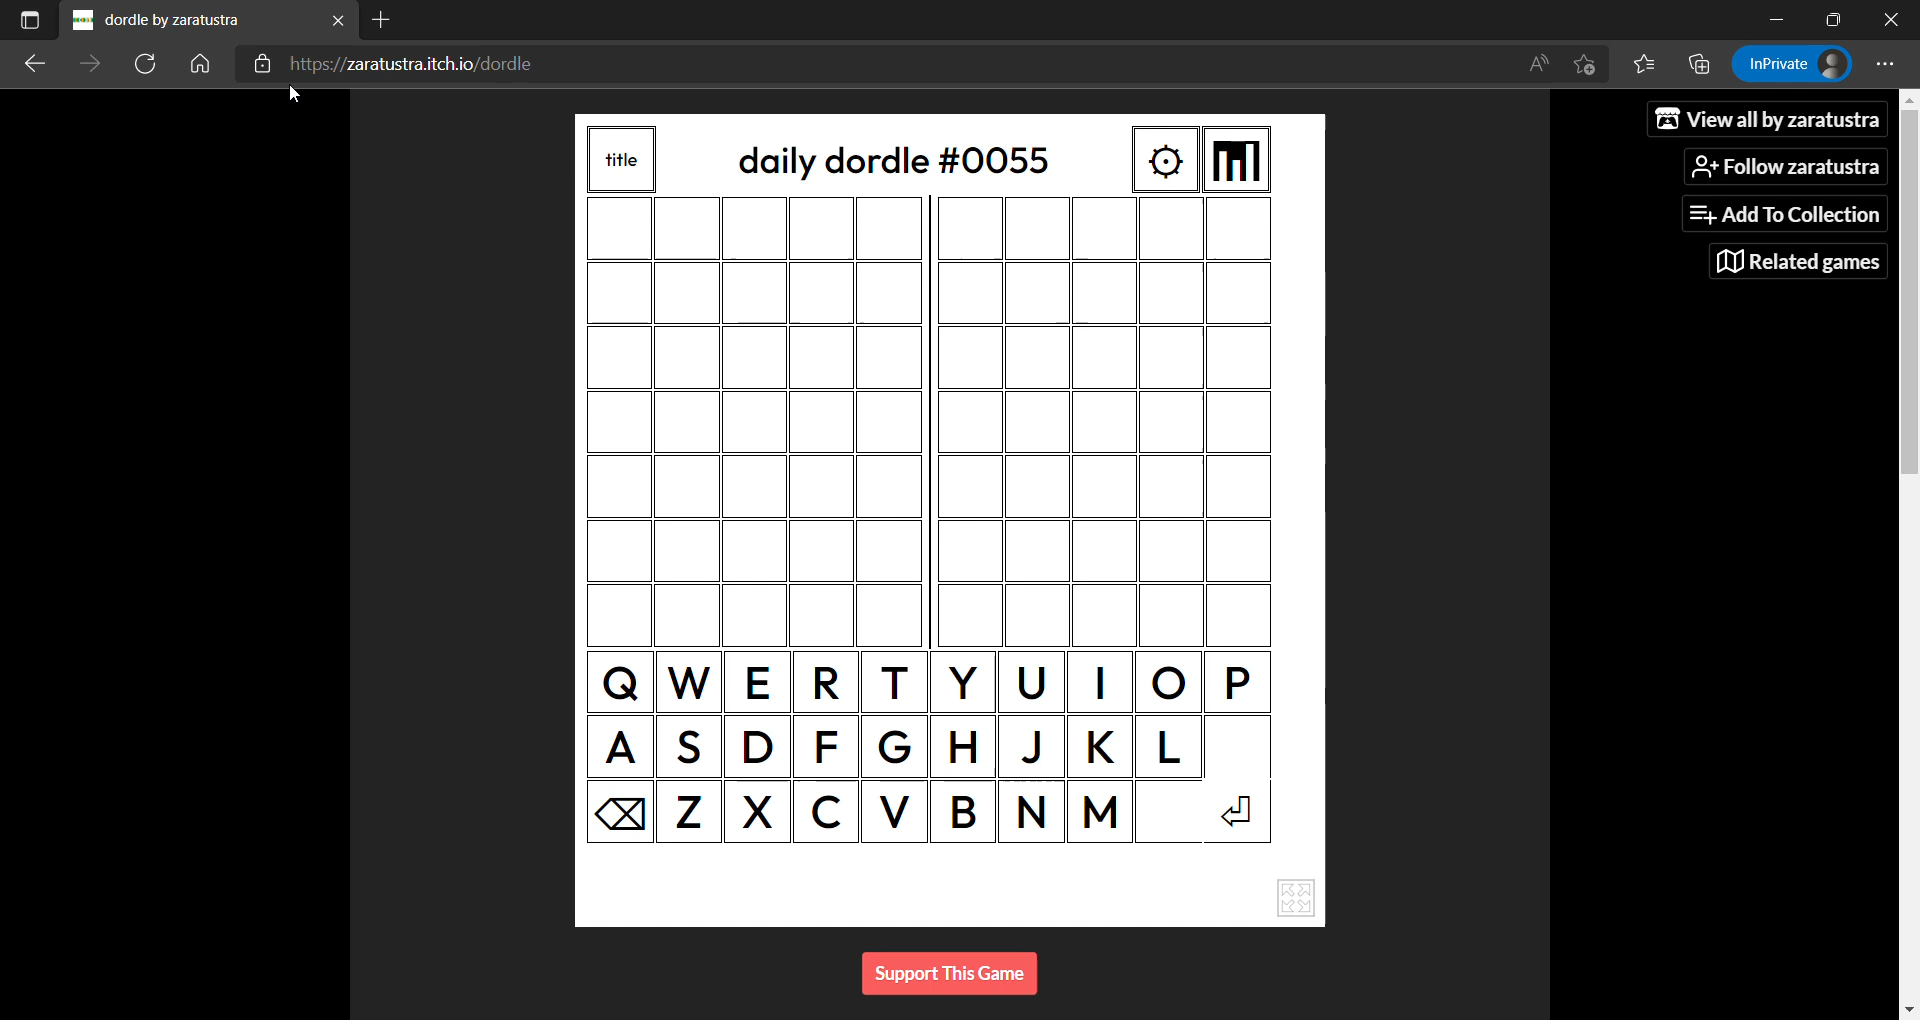 dordle by zaratustra
https://zaratustra.itch.io/dordle
InPrivate
View all by zaratustra
Follow zaratustra
Add To Collection
Related games
title
daily dordle #0055
Q W E R T Y U I O P
A S D F G H J K L
Z X C V B N M
Support This Game